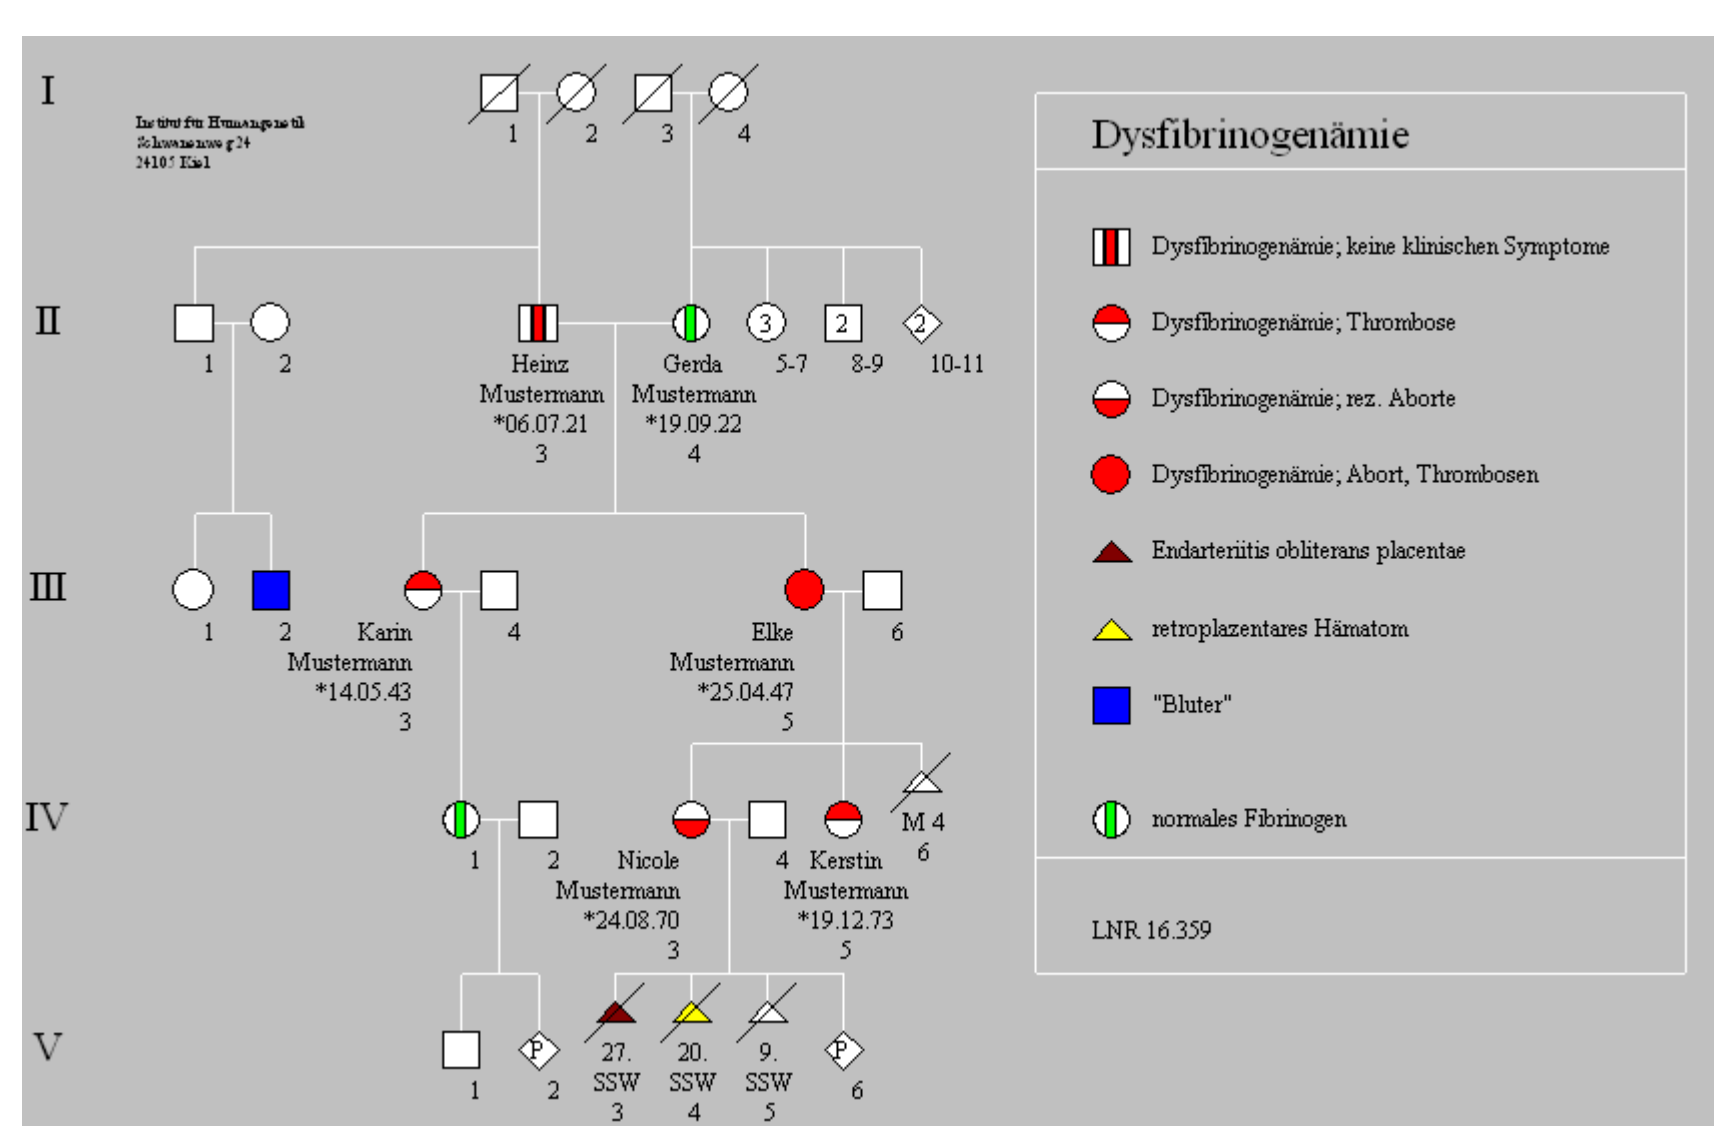 I
1
2
3
4
Institut für Humangenetik
Schwanenweg 24
24105 Kiel
II
1
2
Heinz
Mustermann
*06.07.21
3
Gerda
Mustermann
*19.09.22
4
3
5-7
2
8-9
2
10-11
III
1
2
Karin
Mustermann
*14.05.43
3
4
Elke
Mustermann
*25.04.47
5
6
IV
1
2
Nicole
Mustermann
*24.08.70
3
4
Kerstin
Mustermann
*19.12.73
5
M 4
6
V
1
P
2
27.
SSW
3
20.
SSW
4
9.
SSW
5
P
6
Dysfibrinogenämie
Dysfibrinogenämie; keine klinischen Symptome
Dysfibrinogenämie; Thrombose
Dysfibrinogenämie; rez. Aborte
Dysfibrinogenämie; Abort, Thrombosen
Endarteriitis obliterans placentae
retroplazentares Hämatom
"Bluter"
normales Fibrinogen
LNR 16.359